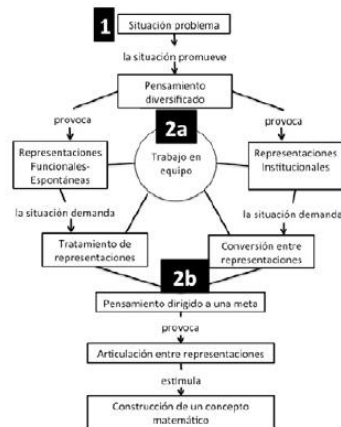 1
Situación problema
la situación promueve
Pensamiento
diversificado
provoca
provoca
2a
Representaciones
Funcionales-
Espontáneas
Trabajo en
equipo
Representaciones
Institucionales
la situación demanda
la situación demanda
Tratamiento de
representaciones
Conversión entre
representaciones
2b
Pensamiento dirigido a una meta
provoca
Articulación entre representaciones
estimula
Construcción de un concepto
matemático